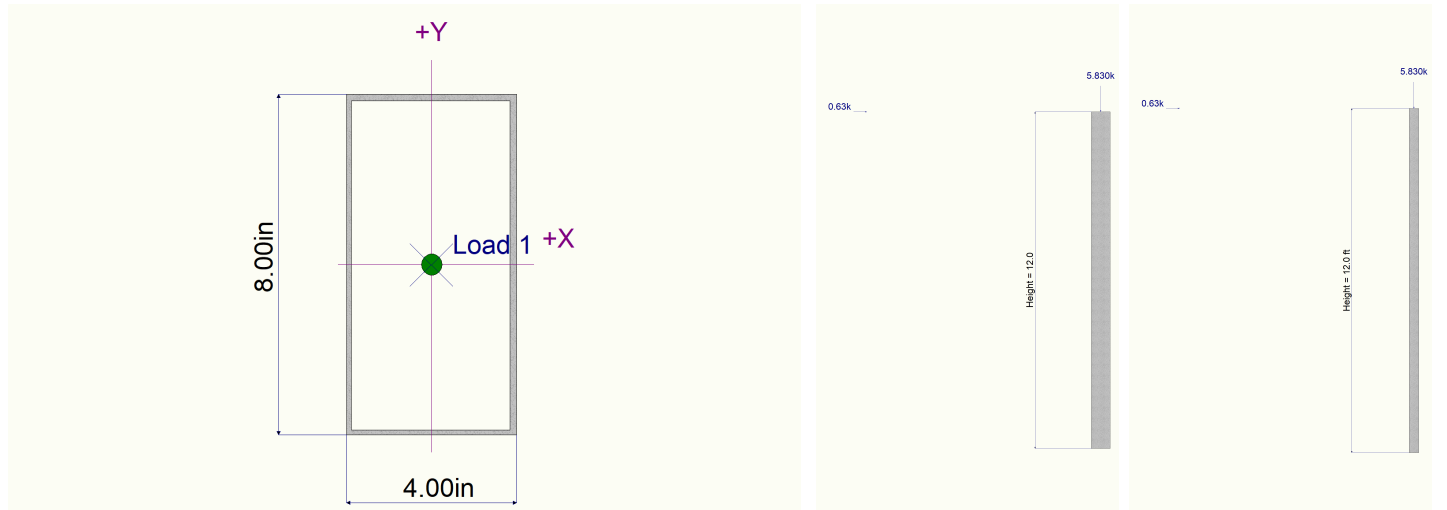 +Y
8.00in
Load 1
+X
4.00in
5.830k
0.63k
Height = 12.0
5.830k
0.63k
Height = 12.0 ft